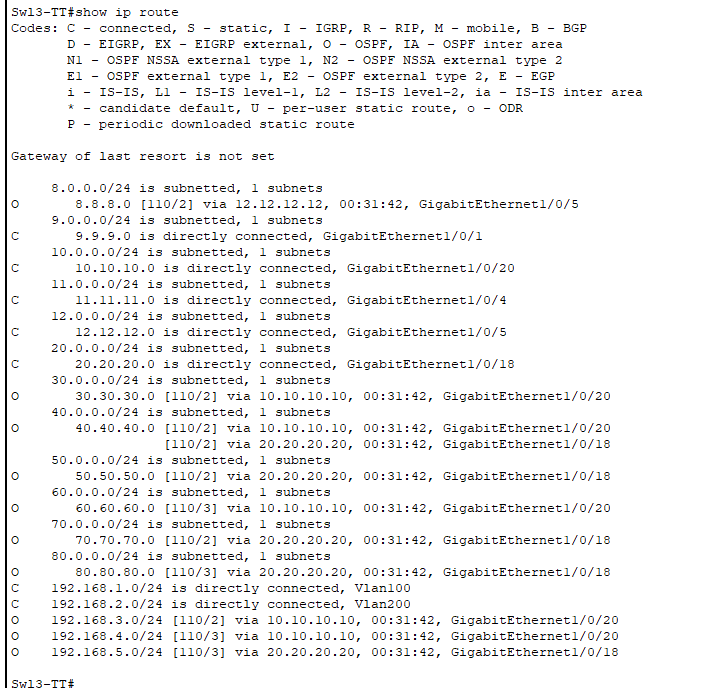 Swl3-TT#show ip route
Codes: C - connected, S - static, I - IGRP, R - RIP, M - mobile, B - BGP
       D - EIGRP, EX - EIGRP external, O - OSPF, IA - OSPF inter area
       N1 - OSPF NSSA external type 1, N2 - OSPF NSSA external type 2
       E1 - OSPF external type 1, E2 - OSPF external type 2, E - EGP
       i - IS-IS, L1 - IS-IS level-1, L2 - IS-IS level-2, ia - IS-IS inter area
       * - candidate default, U - per-user static route, o - ODR
       P - periodic downloaded static route
Gateway of last resort is not set
     8.0.0.0/24 is subnetted, 1 subnets
O       8.8.8.0 [110/2] via 12.12.12.12, 00:31:42, GigabitEthernet1/0/5
     9.0.0.0/24 is subnetted, 1 subnets
C       9.9.9.0 is directly connected, GigabitEthernet1/0/1
     10.0.0.0/24 is subnetted, 1 subnets
C       10.10.10.0 is directly connected, GigabitEthernet1/0/20
     11.0.0.0/24 is subnetted, 1 subnets
C       11.11.11.0 is directly connected, GigabitEthernet1/0/4
     12.0.0.0/24 is subnetted, 1 subnets
C       12.12.12.0 is directly connected, GigabitEthernet1/0/5
     20.0.0.0/24 is subnetted, 1 subnets
C       20.20.20.0 is directly connected, GigabitEthernet1/0/18
     30.0.0.0/24 is subnetted, 1 subnets
O       30.30.30.0 [110/2] via 10.10.10.10, 00:31:42, GigabitEthernet1/0/20
     40.0.0.0/24 is subnetted, 1 subnets
O       40.40.40.0 [110/2] via 10.10.10.10, 00:31:42, GigabitEthernet1/0/20
                   [110/2] via 20.20.20.20, 00:31:42, GigabitEthernet1/0/18
     50.0.0.0/24 is subnetted, 1 subnets
O       50.50.50.0 [110/2] via 20.20.20.20, 00:31:42, GigabitEthernet1/0/18
     60.0.0.0/24 is subnetted, 1 subnets
O       60.60.60.0 [110/3] via 10.10.10.10, 00:31:42, GigabitEthernet1/0/20
     70.0.0.0/24 is subnetted, 1 subnets
O       70.70.70.0 [110/2] via 20.20.20.20, 00:31:42, GigabitEthernet1/0/18
     80.0.0.0/24 is subnetted, 1 subnets
O       80.80.80.0 [110/3] via 20.20.20.20, 00:31:42, GigabitEthernet1/0/18
C    192.168.1.0/24 is directly connected, Vlan100
C    192.168.2.0/24 is directly connected, Vlan200
O    192.168.3.0/24 [110/2] via 10.10.10.10, 00:31:42, GigabitEthernet1/0/20
O    192.168.4.0/24 [110/3] via 10.10.10.10, 00:31:42, GigabitEthernet1/0/20
O    192.168.5.0/24 [110/3] via 20.20.20.20, 00:31:42, GigabitEthernet1/0/18
Swl3-TT#